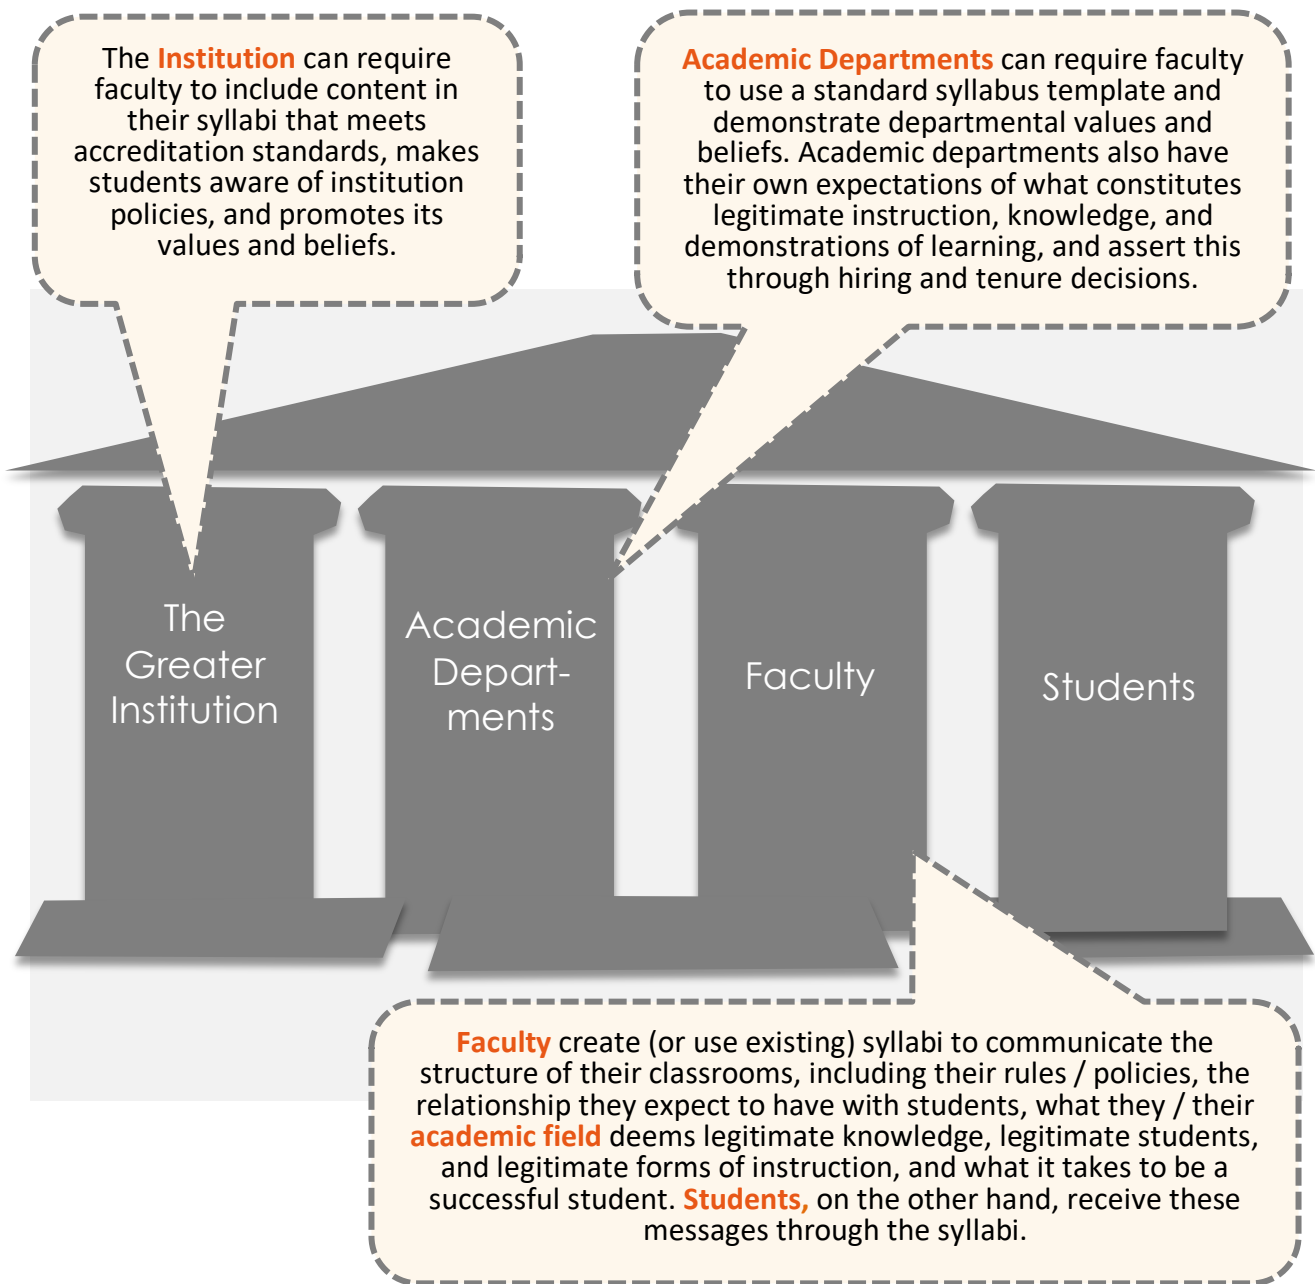 The Institution can require
faculty to include content in
their syllabi that meets
accreditation standards, makes
students aware of institution
policies, and promotes its
values and beliefs.
Academic Departments can require faculty
to use a standard syllabus template and
demonstrate departmental values and
beliefs. Academic departments also have
their own expectations of what constitutes
legitimate instruction, knowledge, and
demonstrations of learning, and assert this
through hiring and tenure decisions.
The
Greater
Institution
Academic
Depart-
ments
Faculty
Students
Faculty create (or use existing) syllabi to communicate the
structure of their classrooms, including their rules / policies, the
relationship they expect to have with students, what they / their
academic field deems legitimate knowledge, legitimate students,
and legitimate forms of instruction, and what it takes to be a
successful student. Students, on the other hand, receive these
messages through the syllabi.